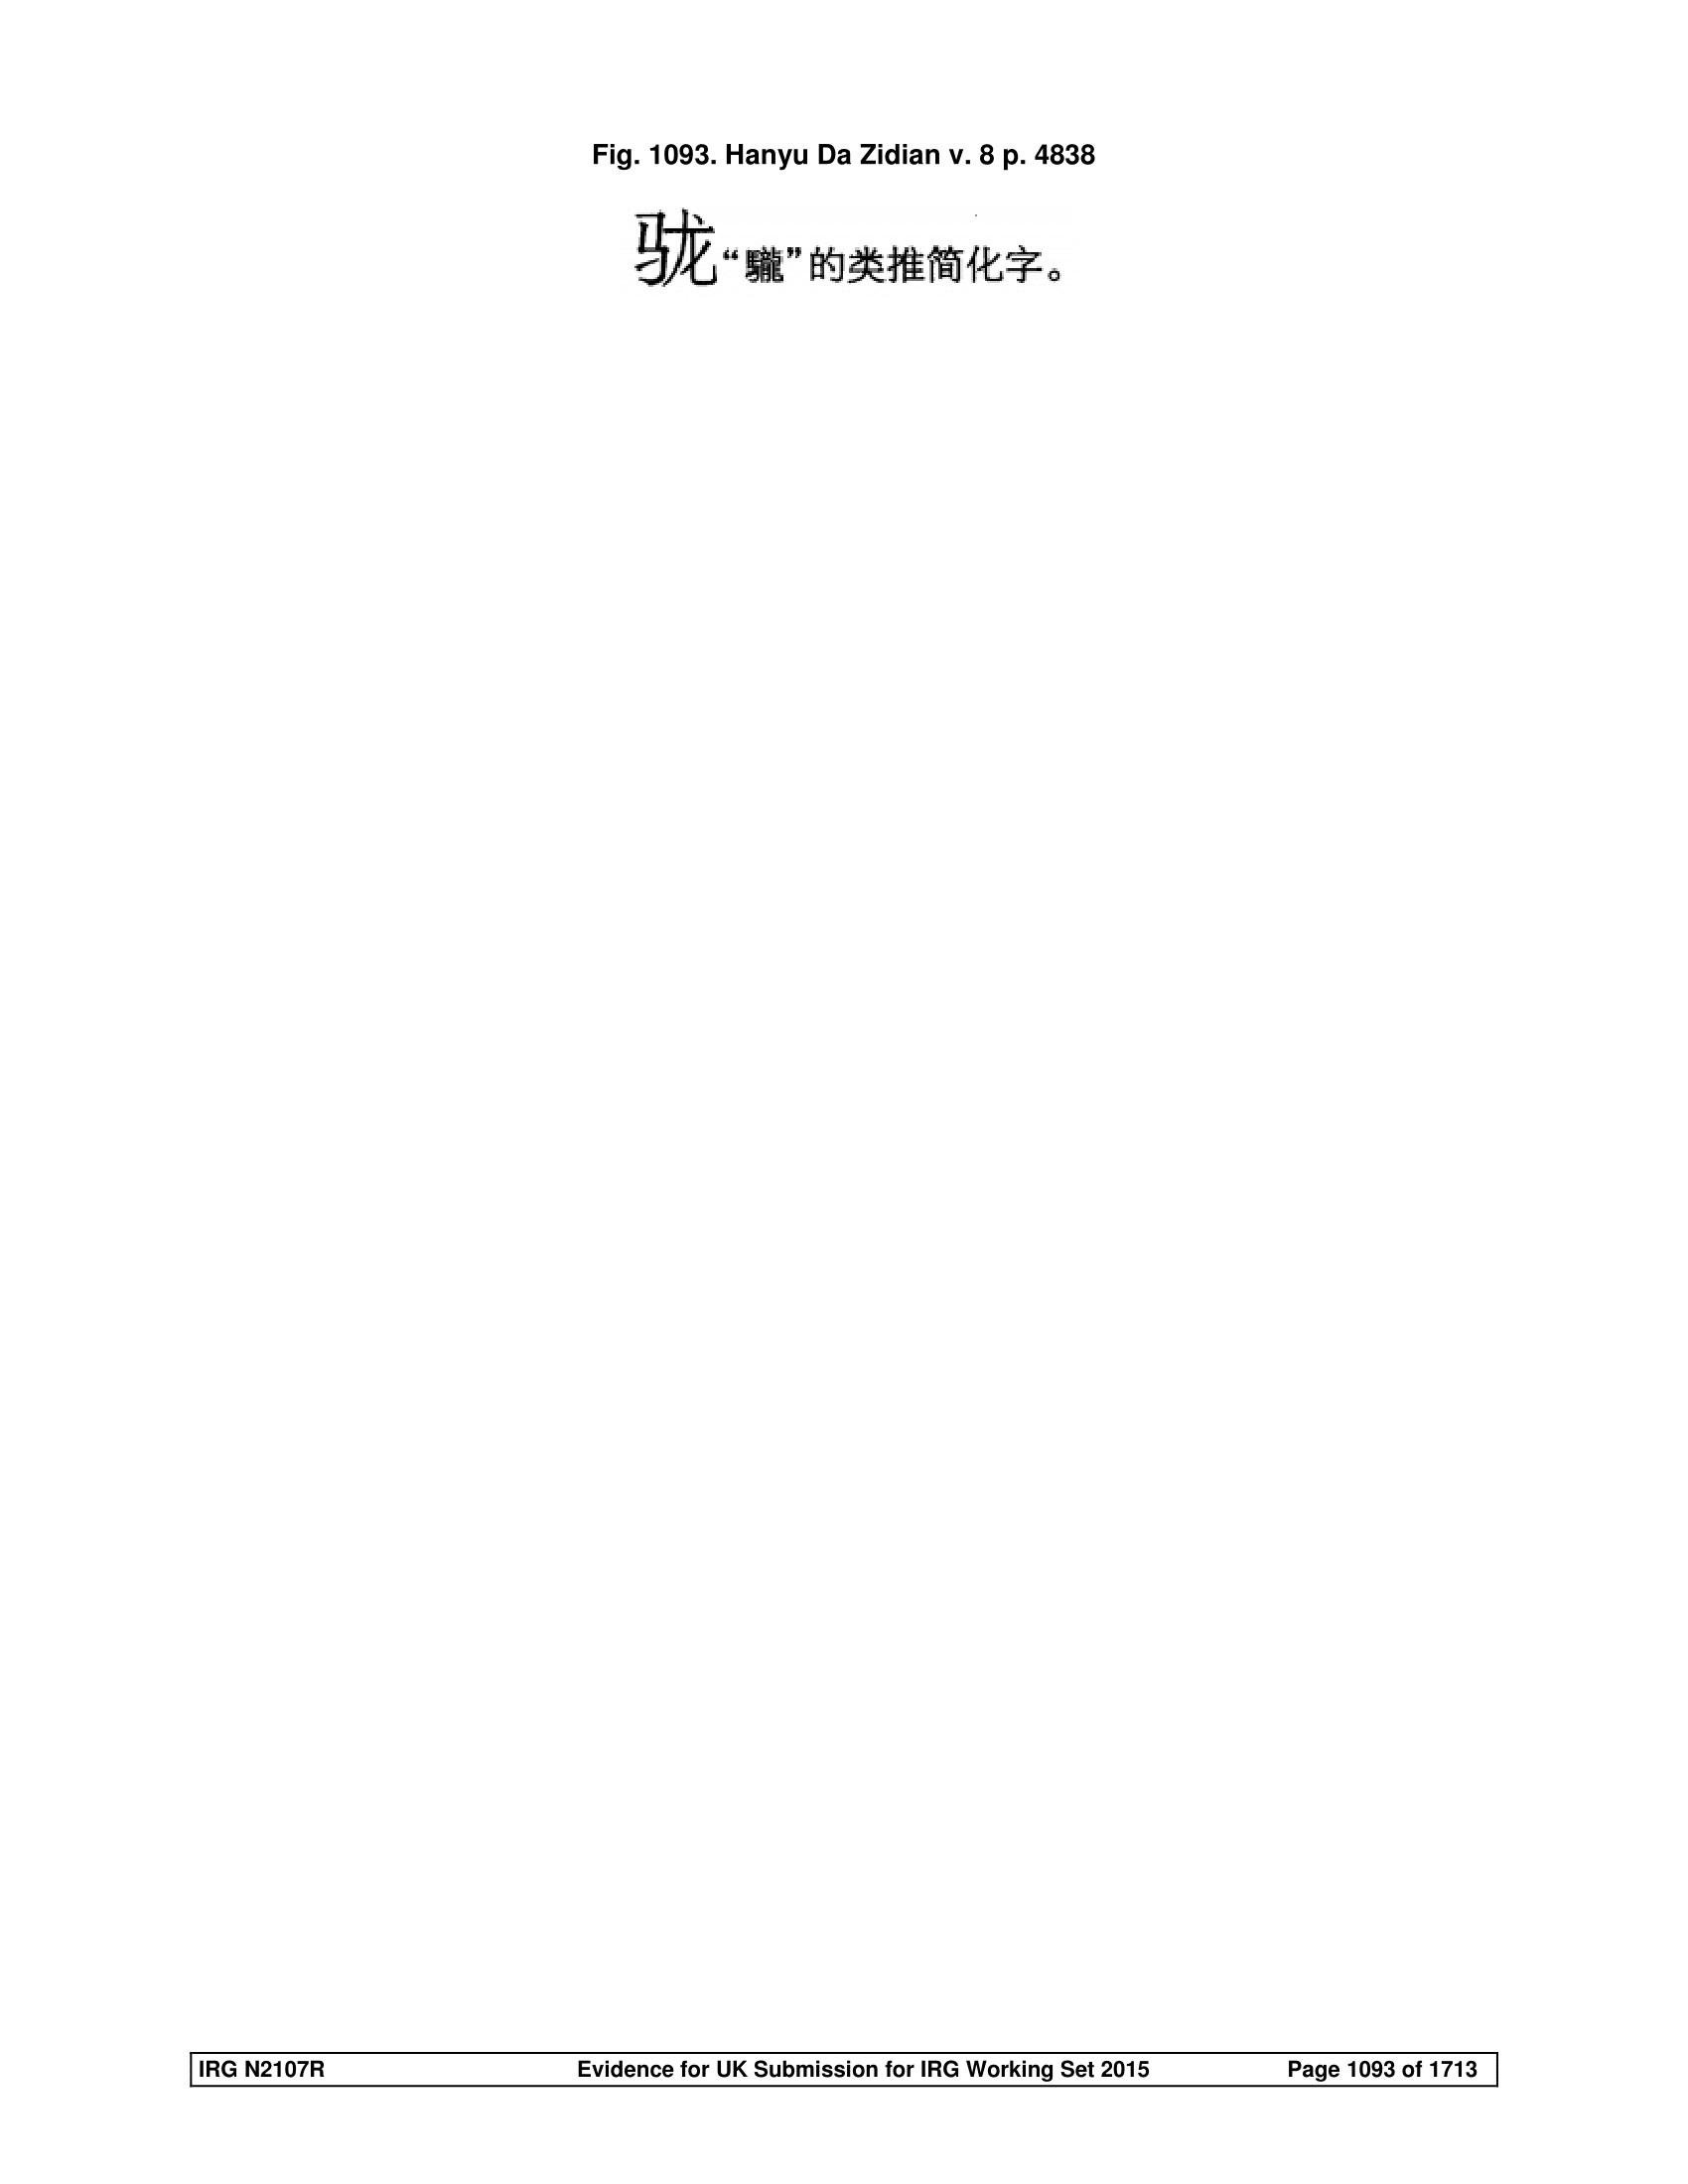 Fig. 1093. Hanyu Da Zidian v. 8 p. 4838
𱅒“驡”的类推简化字。
IRG N2107R Evidence for UK Submission for IRG Working Set 2015 Page 1093 of 1713